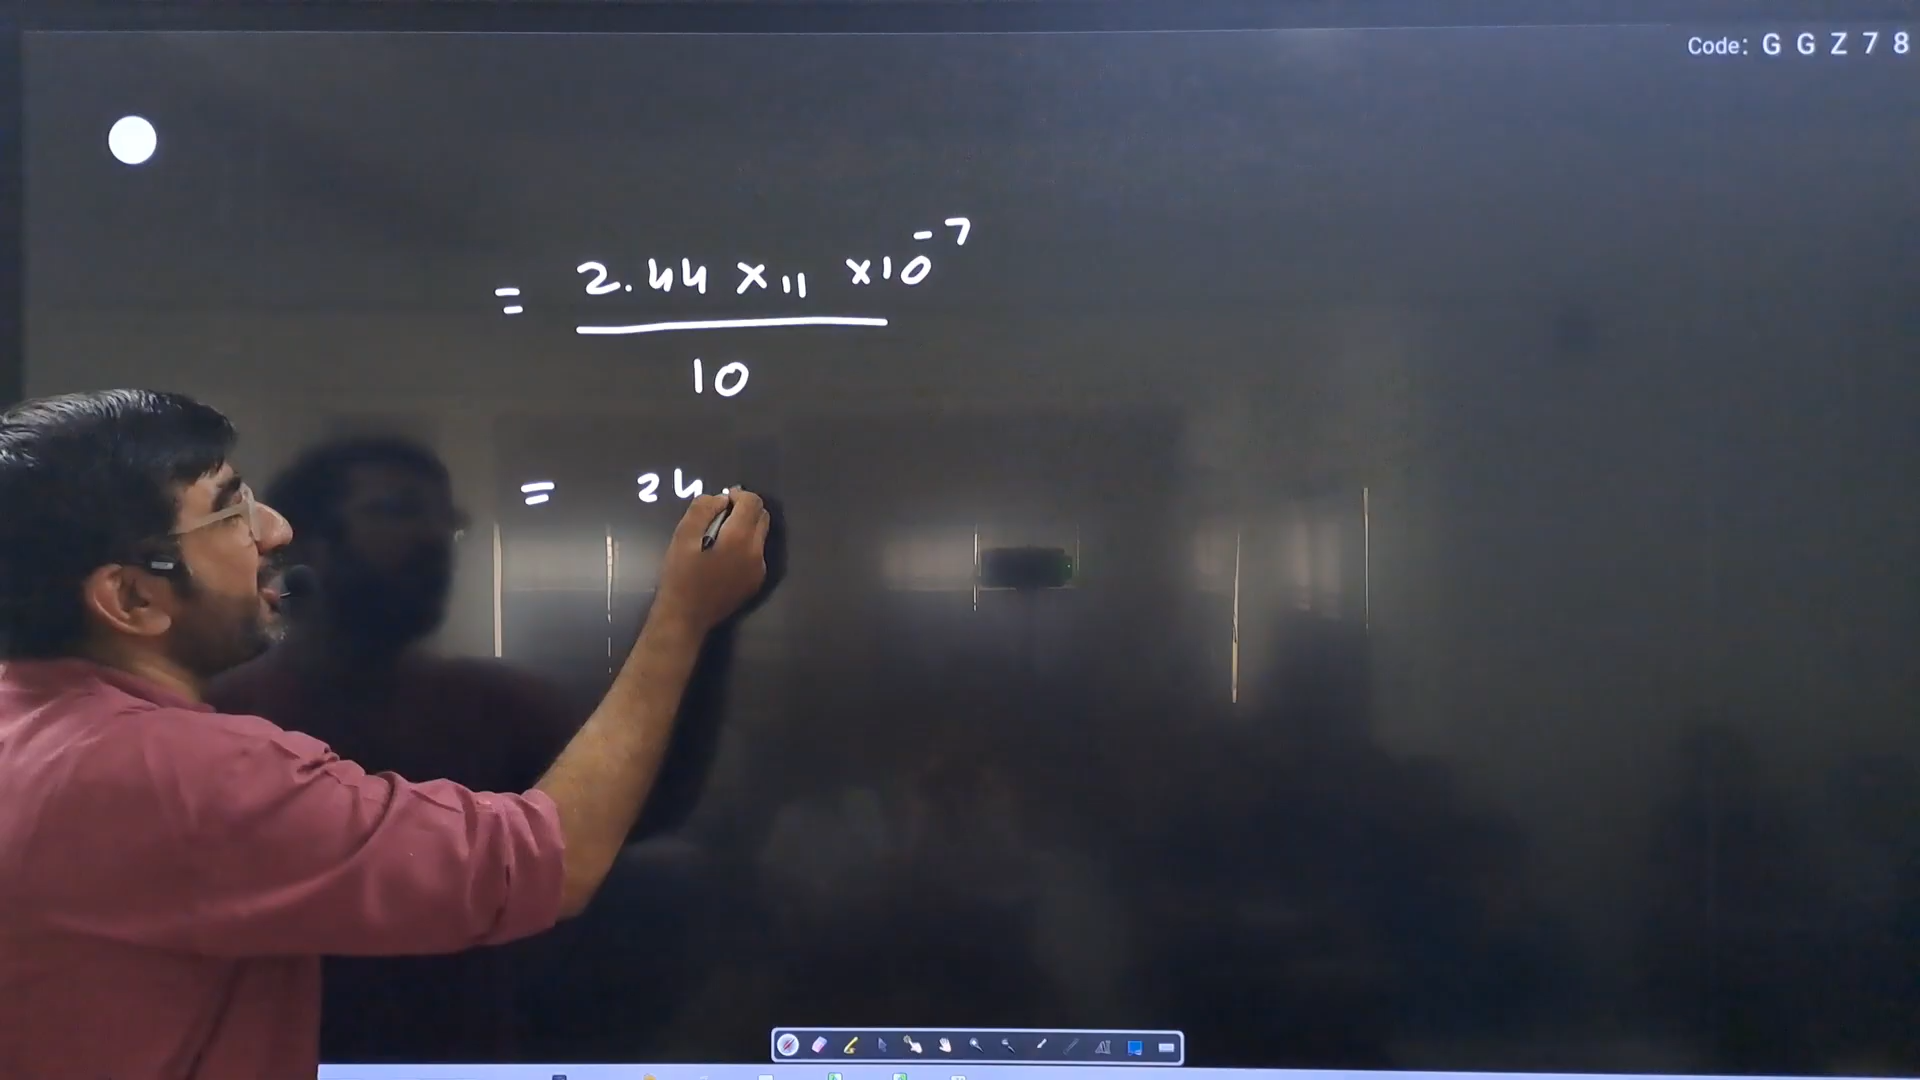 Code: G G Z 7 8
= 2.44 × 11 × 10⁻⁷
10
= 24